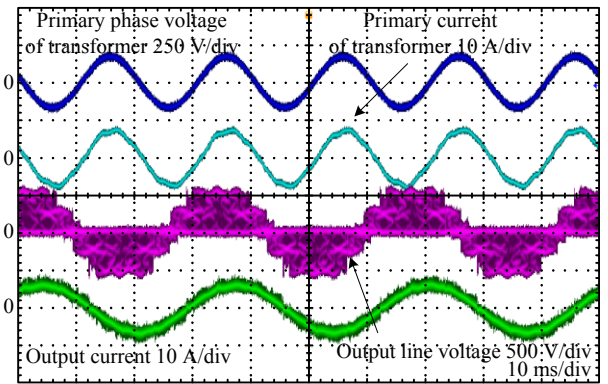 Primary phase voltage
of transformer 250 V/div
Primary current
of transformer 10 A/div
0
0
0
0
Output current 10 A/div
Output line voltage 500 V/div
10 ms/div